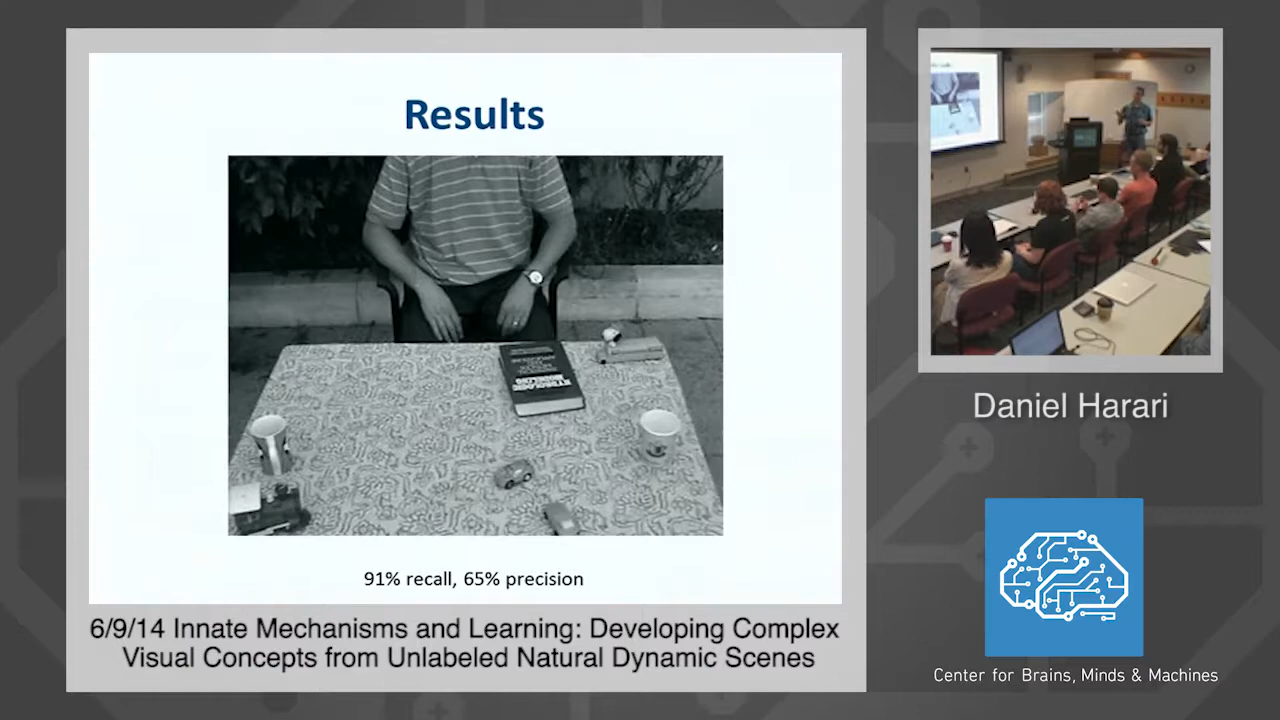 Results
91% recall, 65% precision
6/9/14 Innate Mechanisms and Learning: Developing Complex
Visual Concepts from Unlabeled Natural Dynamic Scenes
Daniel Harari
Center for Brains, Minds & Machines